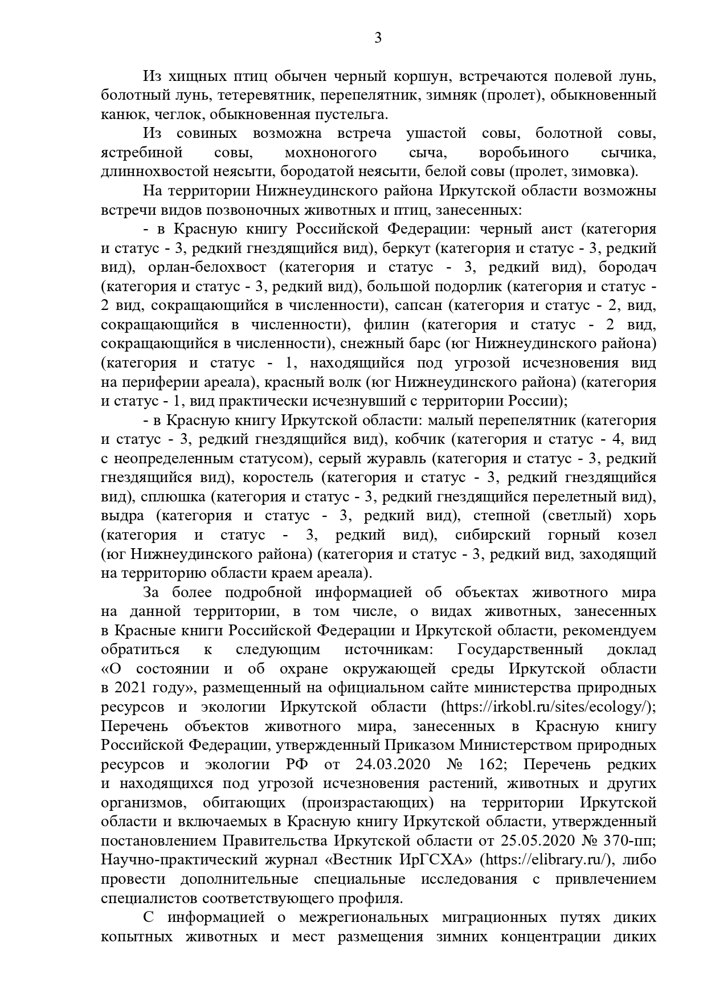 3
Из хищных птиц обычен черный коршун, встречаются полевой лунь,
болотный лунь, тетеревятник, перепелятник, зимняк (пролет), обыкновенный
канюк, чеглок, обыкновенная пустельга.
Из совиных возможна встреча ушастой совы, болотной совы,
ястребиной совы, мохноногого сыча, воробьиного сычика,
длиннохвостой неясыти, бородатой неясыти, белой совы (пролет, зимовка).
На территории Нижнеудинского района Иркутской области возможны
встречи видов позвоночных животных и птиц, занесенных:
- в Красную книгу Российской Федерации: черный аист (категория
и статус - 3, редкий гнездящийся вид), беркут (категория и статус - 3, редкий
вид), орлан-белохвост (категория и статус - 3, редкий вид), бородач
(категория и статус - 3, редкий вид), большой подорлик (категория и статус -
2 вид, сокращающийся в численности), сапсан (категория и статус - 2, вид,
сокращающийся в численности), филин (категория и статус - 2 вид,
сокращающийся в численности), снежный барс (юг Нижнеудинского района)
(категория и статус - 1, находящийся под угрозой исчезновения вид
на периферии ареала), красный волк (юг Нижнеудинского района) (категория
и статус - 1, вид практически исчезнувший с территории России);
- в Красную книгу Иркутской области: малый перепелятник (категория
и статус - 3, редкий гнездящийся вид), кобчик (категория и статус - 4, вид
с неопределенным статусом), серый журавль (категория и статус - 3, редкий
гнездящийся вид), коростель (категория и статус - 3, редкий гнездящийся
вид), сплюшка (категория и статус - 3, редкий гнездящийся перелетный вид),
выдра (категория и статус - 3, редкий вид), степной (светлый) хорь
(категория и статус - 3, редкий вид), сибирский горный козел
(юг Нижнеудинского района) (категория и статус - 3, редкий вид, заходящий
на территорию области краем ареала).
За более подробной информацией об объектах животного мира
на данной территории, в том числе, о видах животных, занесенных
в Красные книги Российской Федерации и Иркутской области, рекомендуем
обратиться к следующим источникам: Государственный доклад
«О состоянии и об охране окружающей среды Иркутской области
в 2021 году», размещенный на официальном сайте министерства природных
ресурсов и экологии Иркутской области (https://irkobl.ru/sites/ecology/);
Перечень объектов животного мира, занесенных в Красную книгу
Российской Федерации, утвержденный Приказом Министерством природных
ресурсов и экологии РФ от 24.03.2020 № 162; Перечень редких
и находящихся под угрозой исчезновения растений, животных и других
организмов, обитающих (произрастающих) на территории Иркутской
области и включаемых в Красную книгу Иркутской области, утвержденный
постановлением Правительства Иркутской области от 25.05.2020 № 370-пп;
Научно-практический журнал «Вестник ИрГСХА» (https://elibrary.ru/), либо
провести дополнительные специальные исследования с привлечением
специалистов соответствующего профиля.
С информацией о межрегиональных миграционных путях диких
копытных животных и мест размещения зимних концентрации диких